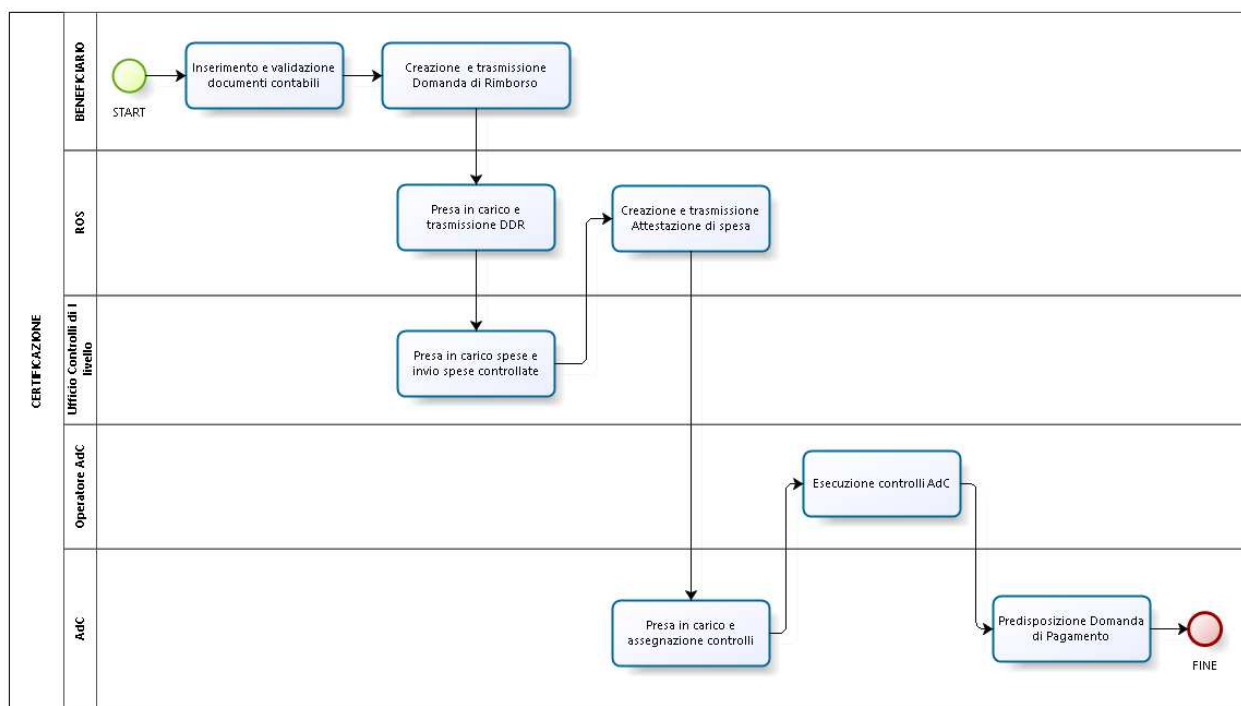 CERTIFICAZIONE
BENEFICIARIO
START
Inserimento e validazione
documenti contabili
Creazione e trasmissione
Domanda di Rimborso
ROS
Presa in carico e
trasmissione DDR
Creazione e trasmissione
Attestazione di spesa
Ufficio Controlli di I
livello
Presa in carico spese e
invio spese controllate
Operatore AdC
Esecuzione controlli AdC
AdC
Presa in carico e
assegnazione controlli
Predisposizione Domanda
di Pagamento
FINE